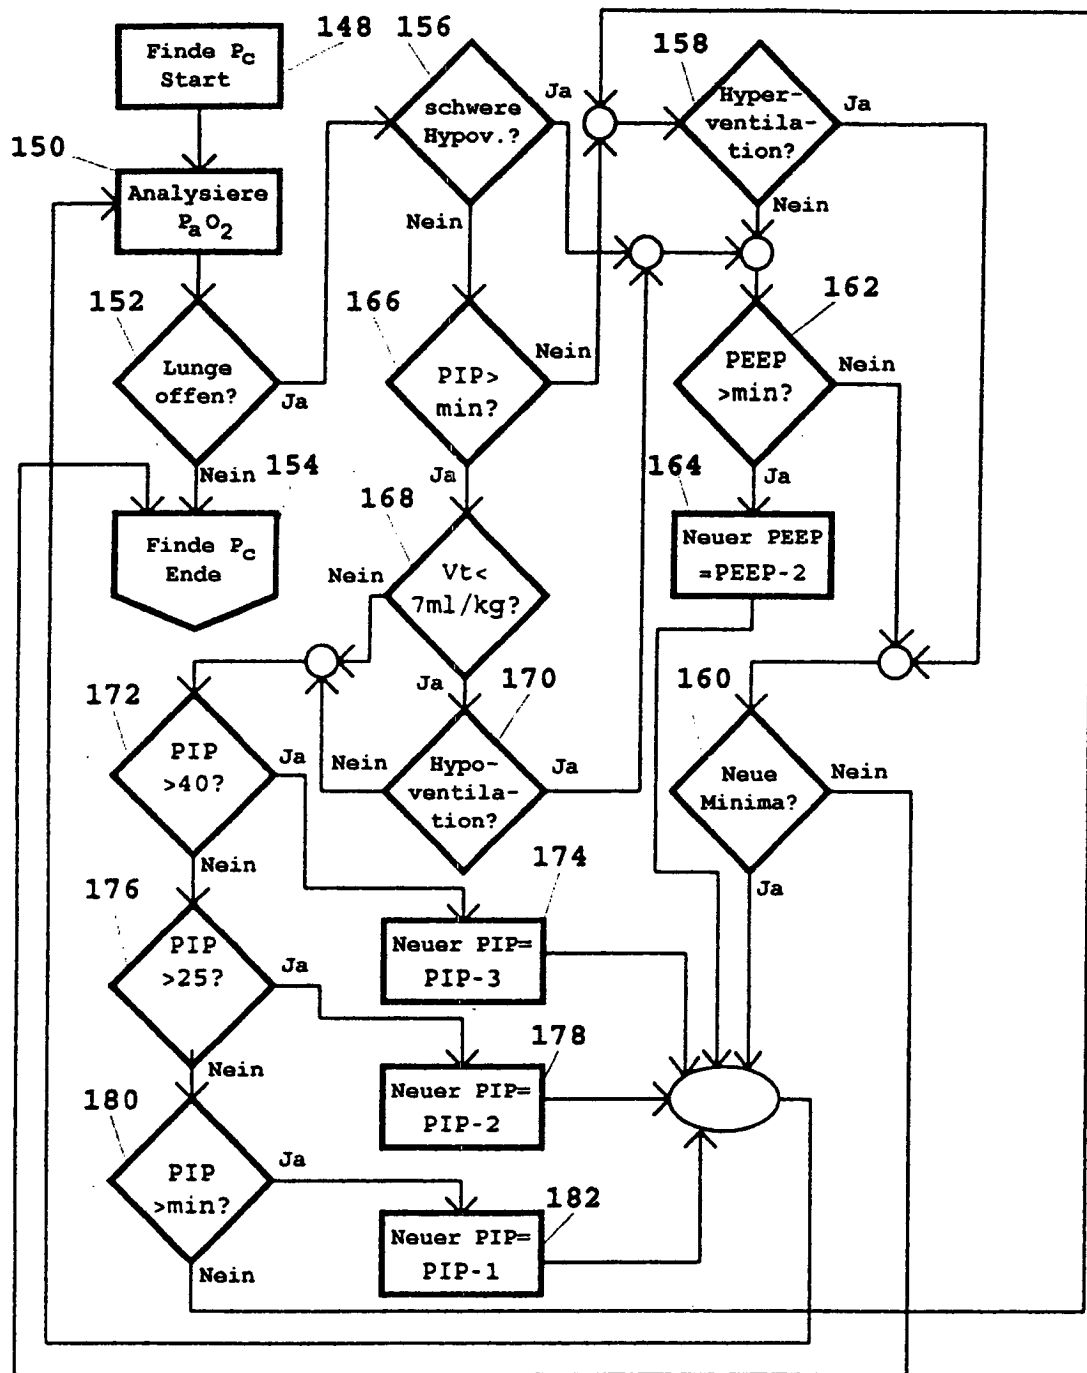 148
156
158
Finde Pc
Start
schwere
Hypov.?
Ja
Hyper-
ventila-
tion?
Ja
150
Analysiere
PaO2
Nein
Nein
152
166
162
Lunge
offen?
Ja
PIP>
min?
Nein
PEEP
>min?
Nein
Nein
154
Ja
168
Ja
164
Finde Pc
Ende
Nein
Vt<
7ml/kg?
Neuer PEEP
=PEEP-2
172
Ja
170
160
PIP
>40?
Ja
Nein
Hypo-
ventila-
tion?
Ja
Neue
Minima?
Nein
Nein
174
Ja
176
PIP
>25?
Ja
Neuer PIP=
PIP-3
Nein
178
180
Neuer PIP=
PIP-2
PIP
>min?
Ja
182
Neuer PIP=
PIP-1
Nein